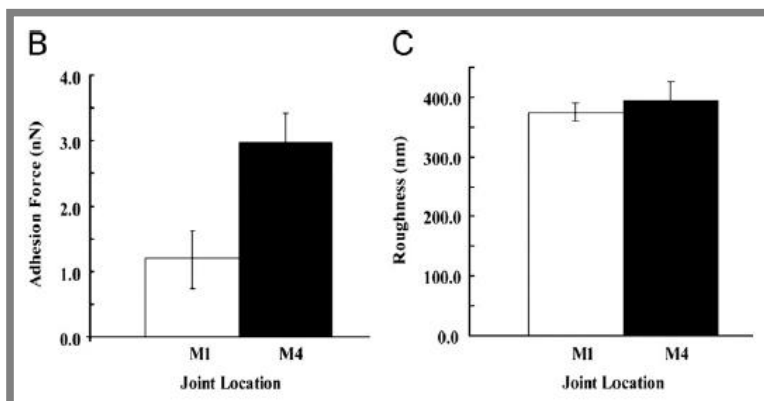 B
4.0
3.0
2.0
1.0
0.0
Adhesion Force (nN)
M1 M4
Joint Location
C
400.0
300.0
200.0
100.0
0.0
Roughness (nm)
M1 M4
Joint Location